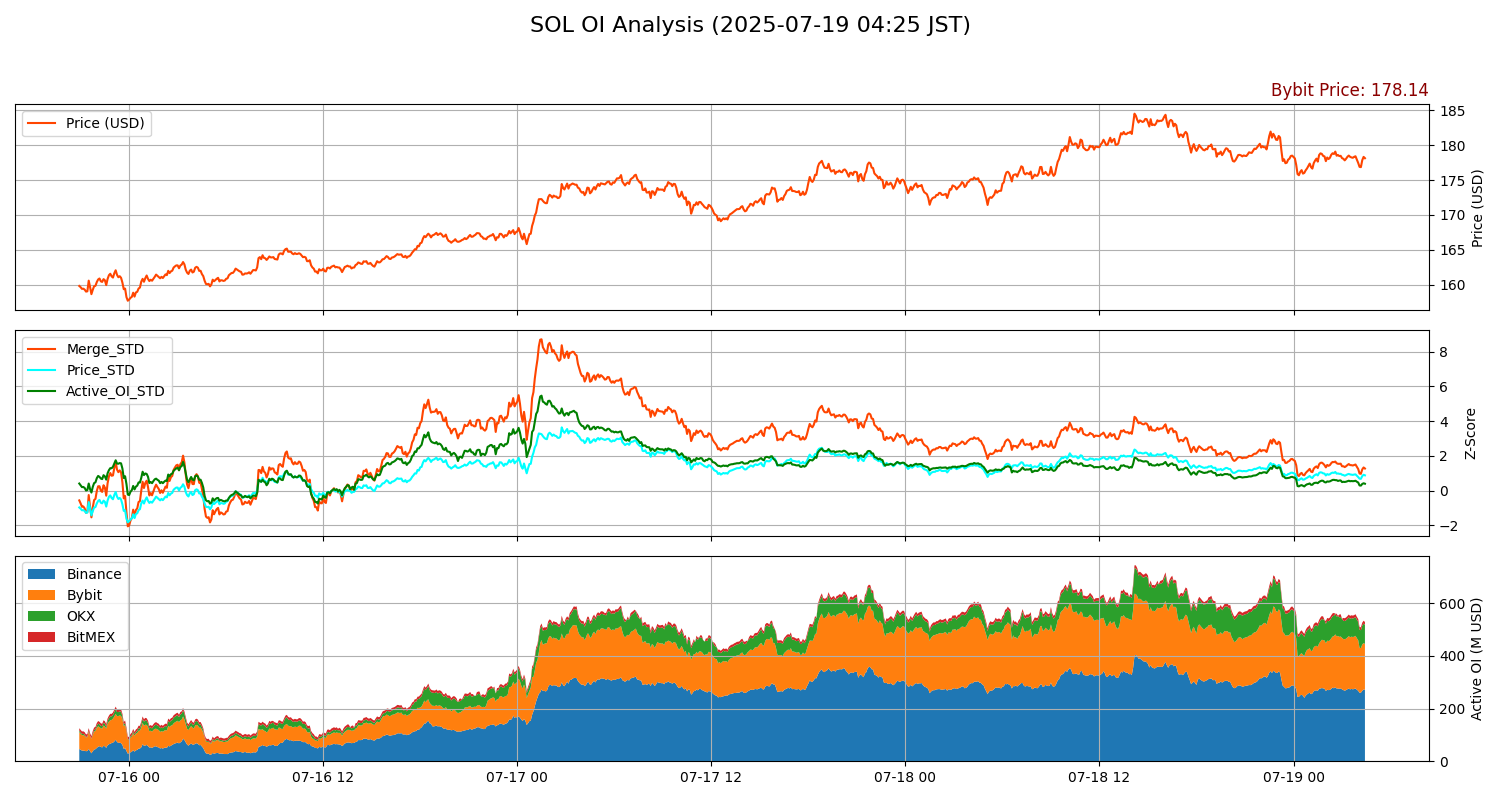 SOL OI Analysis (2025-07-19 04:25 JST)
Bybit Price: 178.14
Price (USD)
185
180
175
170
165
160
Price (USD)
Merge_STD
Price_STD
Active_OI_STD
8
6
4
2
0
−2
Z-Score
Binance
Bybit
OKX
BitMEX
600
400
200
0
Active OI (M USD)
07-16 00
07-16 12
07-17 00
07-17 12
07-18 00
07-18 12
07-19 00